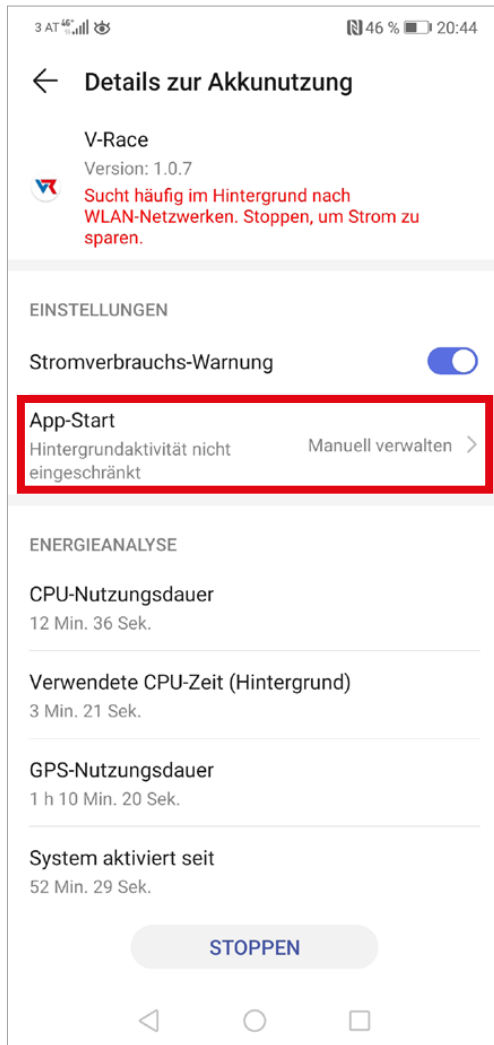 3 AT 46 46 % 20:44
Details zur Akkunutzung
V-Race
Version: 1.0.7
Sucht häufig im Hintergrund nach
WLAN-Netzwerken. Stoppen, um Strom zu
sparen.
EINSTELLUNGEN
Stromverbrauchs-Warnung
App-Start
Hintergrundaktivität nicht
eingeschränkt
Manuell verwalten
ENERGIEANALYSE
CPU-Nutzungsdauer
12 Min. 36 Sek.
Verwendete CPU-Zeit (Hintergrund)
3 Min. 21 Sek.
GPS-Nutzungsdauer
1 h 10 Min. 20 Sek.
System aktiviert seit
52 Min. 29 Sek.
STOPPEN